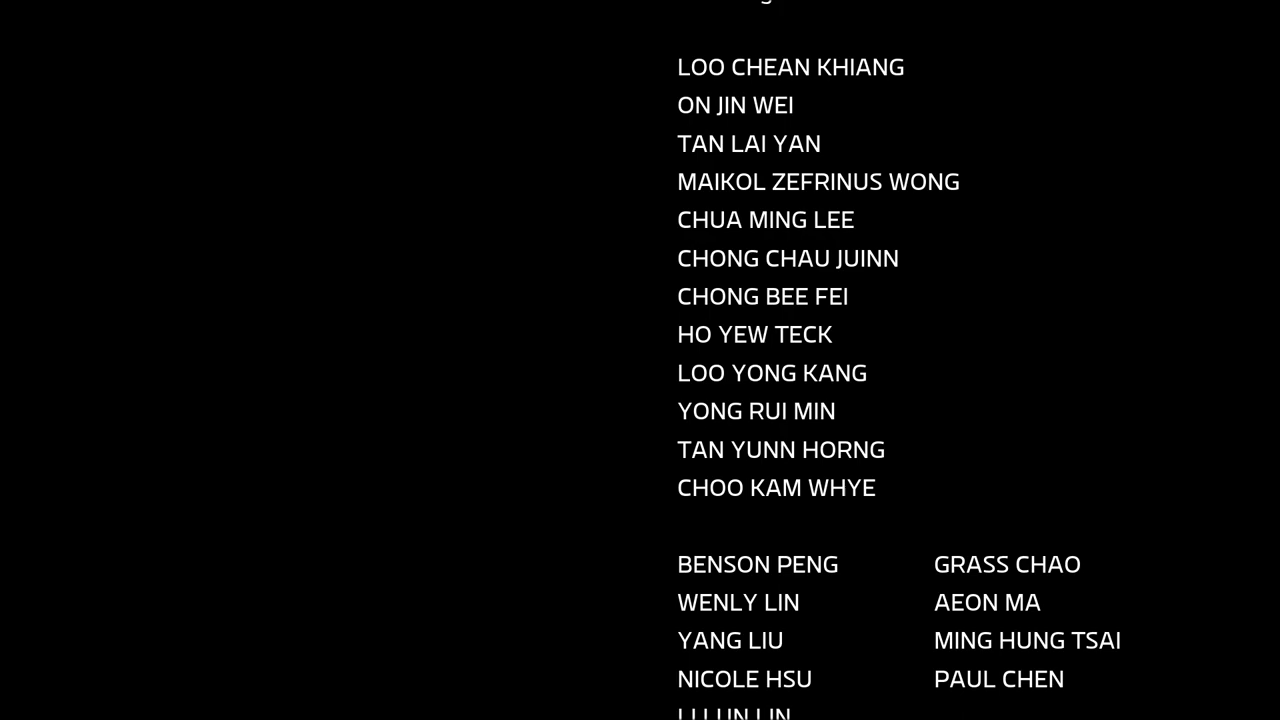 LOO CHEAN KHIANG
ON JIN WEI
TAN LAI YAN
MAIKOL ZEFRINUS WONG
CHUA MING LEE
CHONG CHAU JUINN
CHONG BEE FEI
HO YEW TECK
LOO YONG KANG
YONG RUI MIN
TAN YUNN HORNG
CHOO KAM WHYE
BENSON PENG GRASS CHAO
WENLY LIN AEON MA
YANG LIU MING HUNG TSAI
NICOLE HSU PAUL CHEN